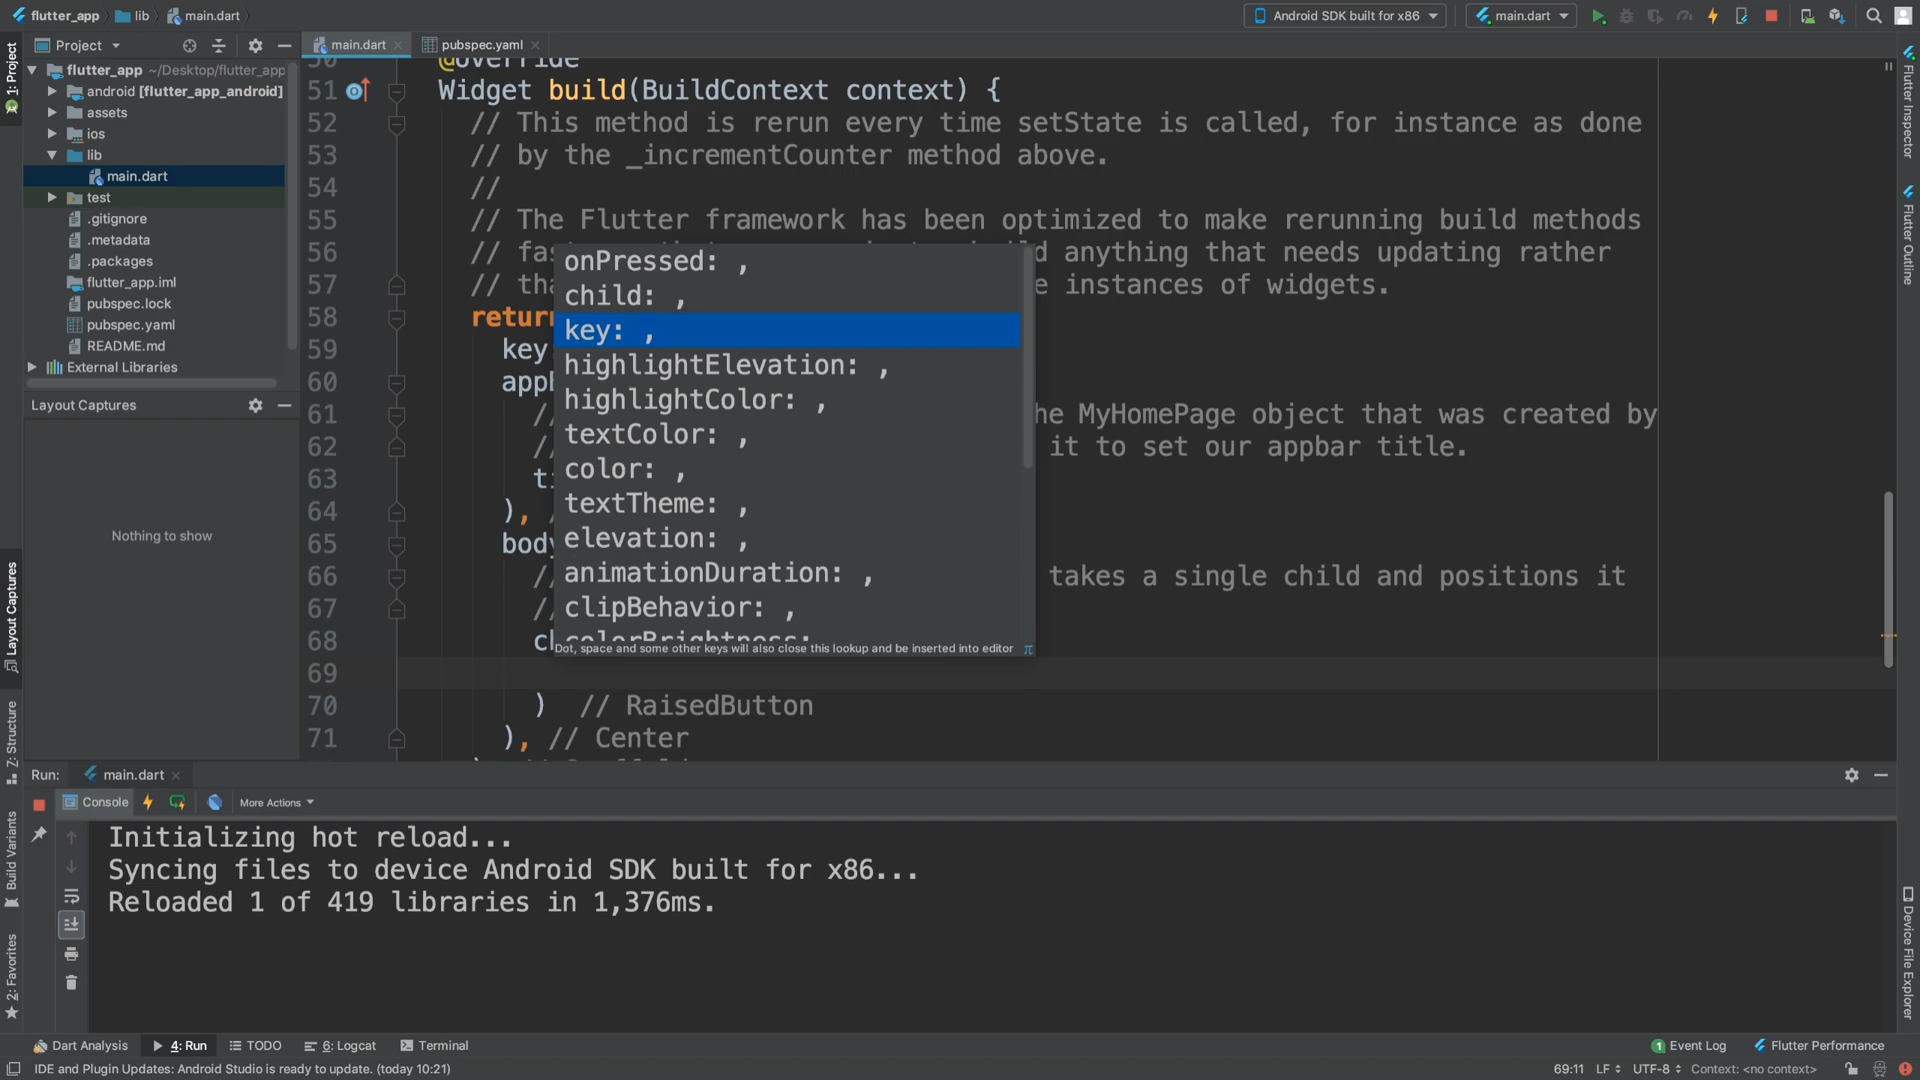 flutter_app
lib
main.dart
Android SDK built for x86
main.dart
1: Project
Project
main.dart
pubspec.yaml
flutter_app ~/Desktop/flutter_app
android [flutter_app_android]
assets
ios
lib
main.dart
test
.gitignore
.metadata
.packages
flutter_app.iml
pubspec.lock
pubspec.yaml
README.md
External Libraries
Layout Captures
Nothing to show
Layout Captures
Z: Structure
Build Variants
2: Favorites
50 @override
51 Widget build(BuildContext context) {
52 // This method is rerun every time setState is called, for instance as done
53 // by the _incrementCounter method above.
54 //
55 // The Flutter framework has been optimized to make rerunning build methods
56 // fas anything that needs updating rather
57 // tha instances of widgets.
58 return
59 key
60 app
61 // MyHomePage object that was created by
62 // it to set our appbar title.
63 ti
64 ), /
65 body
66 // takes a single child and positions it
67 //
68 ch
69
70 ) // RaisedButton
71 ), // Center
onPressed: ,
child: ,
key: ,
highlightElevation: ,
highlightColor: ,
textColor: ,
color: ,
textTheme: ,
elevation: ,
animationDuration: ,
clipBehavior: ,
colorBrightness:
Dot, space and some other keys will also close this lookup and be inserted into editor π
Flutter Inspector
Flutter Outline
Device File Explorer
Run: main.dart
Console
More Actions
Initializing hot reload...
Syncing files to device Android SDK built for x86...
Reloaded 1 of 419 libraries in 1,376ms.
Dart Analysis
4: Run
TODO
6: Logcat
Terminal
1 Event Log
Flutter Performance
IDE and Plugin Updates: Android Studio is ready to update. (today 10:21)
69:11 LF UTF-8 Context: <no context>